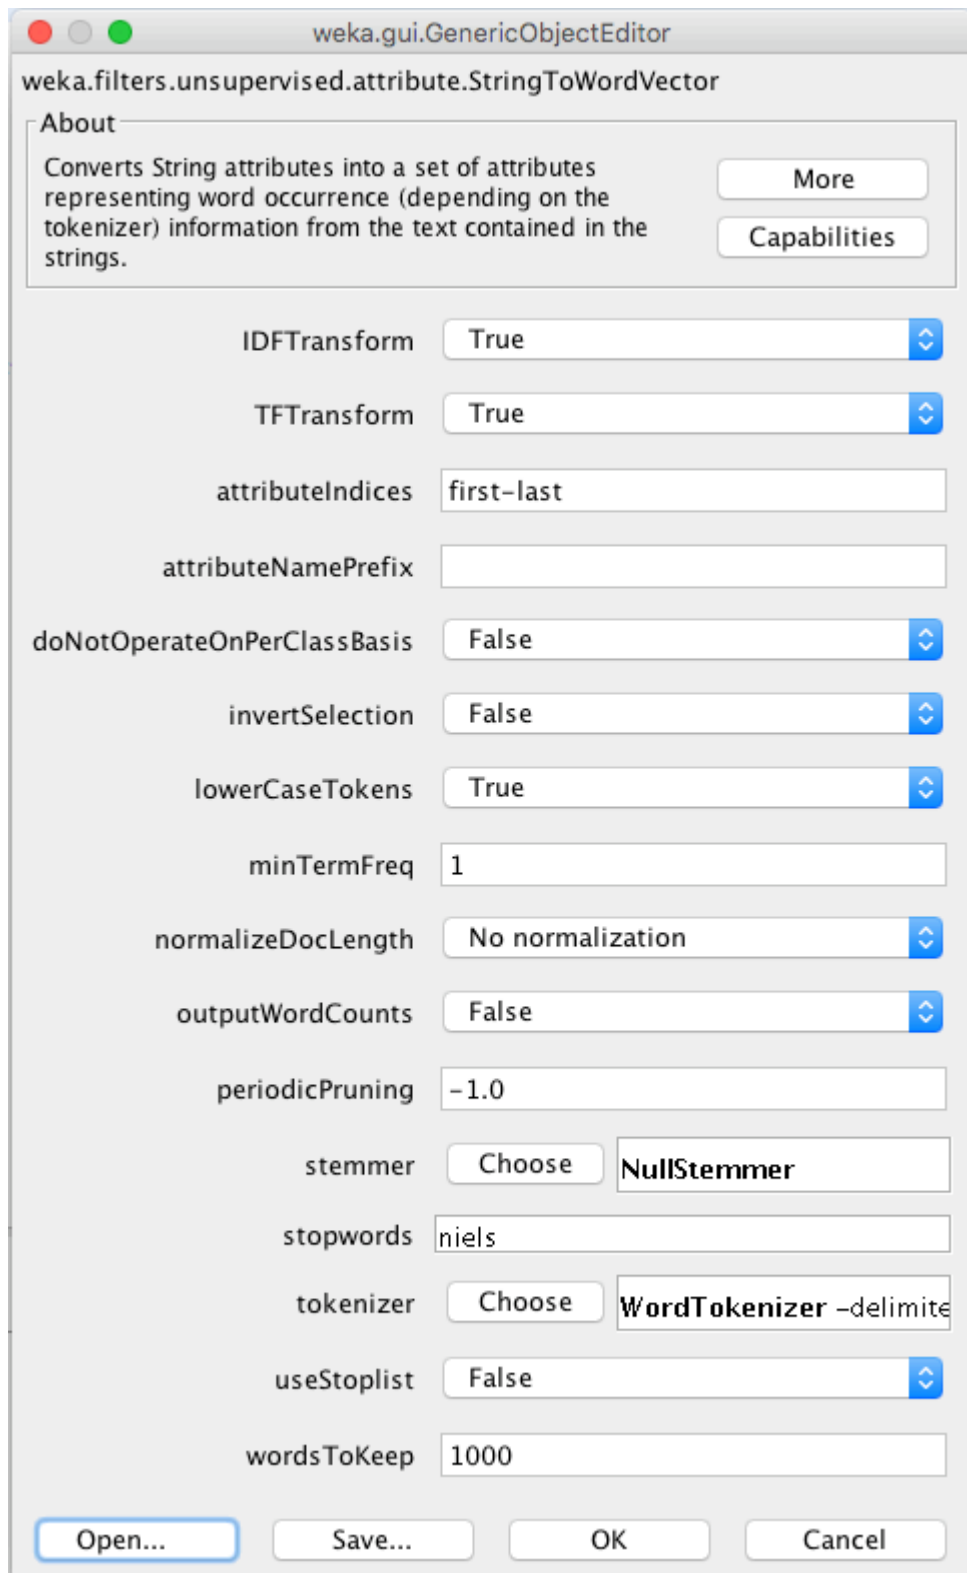 weka.gui.GenericObjectEditor
weka.filters.unsupervised.attribute.StringToWordVector
About
Converts String attributes into a set of attributes
representing word occurrence (depending on the
tokenizer) information from the text contained in the
strings.
More
Capabilities
IDFTransform True
TFTransform True
attributeIndices first-last
attributeNamePrefix
doNotOperateOnPerClassBasis False
invertSelection False
lowerCaseTokens True
minTermFreq 1
normalizeDocLength No normalization
outputWordCounts False
periodicPruning -1.0
stemmer Choose NullStemmer
stopwords niels
tokenizer Choose WordTokenizer -delimite
useStoplist False
wordsToKeep 1000
Open... Save... OK Cancel